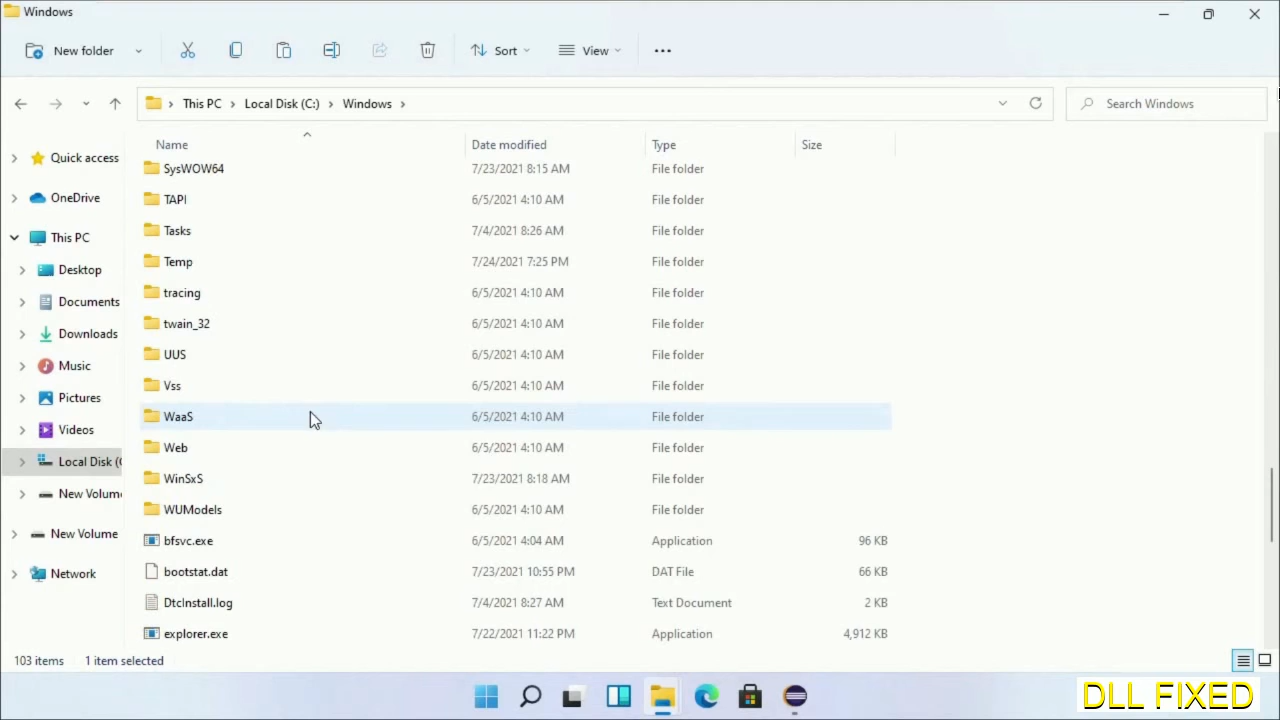 Windows
New folder
Sort
View
This PC > Local Disk (C:) > Windows >
Search Windows
Name Date modified Type Size
SysWOW64 7/23/2021 8:15 AM File folder
TAPI 6/5/2021 4:10 AM File folder
Tasks 7/4/2021 8:26 AM File folder
Temp 7/24/2021 7:25 PM File folder
tracing 6/5/2021 4:10 AM File folder
twain_32 6/5/2021 4:10 AM File folder
UUS 6/5/2021 4:10 AM File folder
Vss 6/5/2021 4:10 AM File folder
WaaS 6/5/2021 4:10 AM File folder
Web 6/5/2021 4:10 AM File folder
WinSxS 7/23/2021 8:18 AM File folder
WUModels 6/5/2021 4:10 AM File folder
bfsvc.exe 6/5/2021 4:04 AM Application 96 KB
bootstat.dat 7/23/2021 10:55 PM DAT File 66 KB
DtcInstall.log 7/4/2021 8:27 AM Text Document 2 KB
explorer.exe 7/22/2021 11:22 PM Application 4,912 KB
Quick access
OneDrive
This PC
Desktop
Documents
Downloads
Music
Pictures
Videos
Local Disk (
New Volum
New Volume
Network
103 items 1 item selected
DLL FIXED